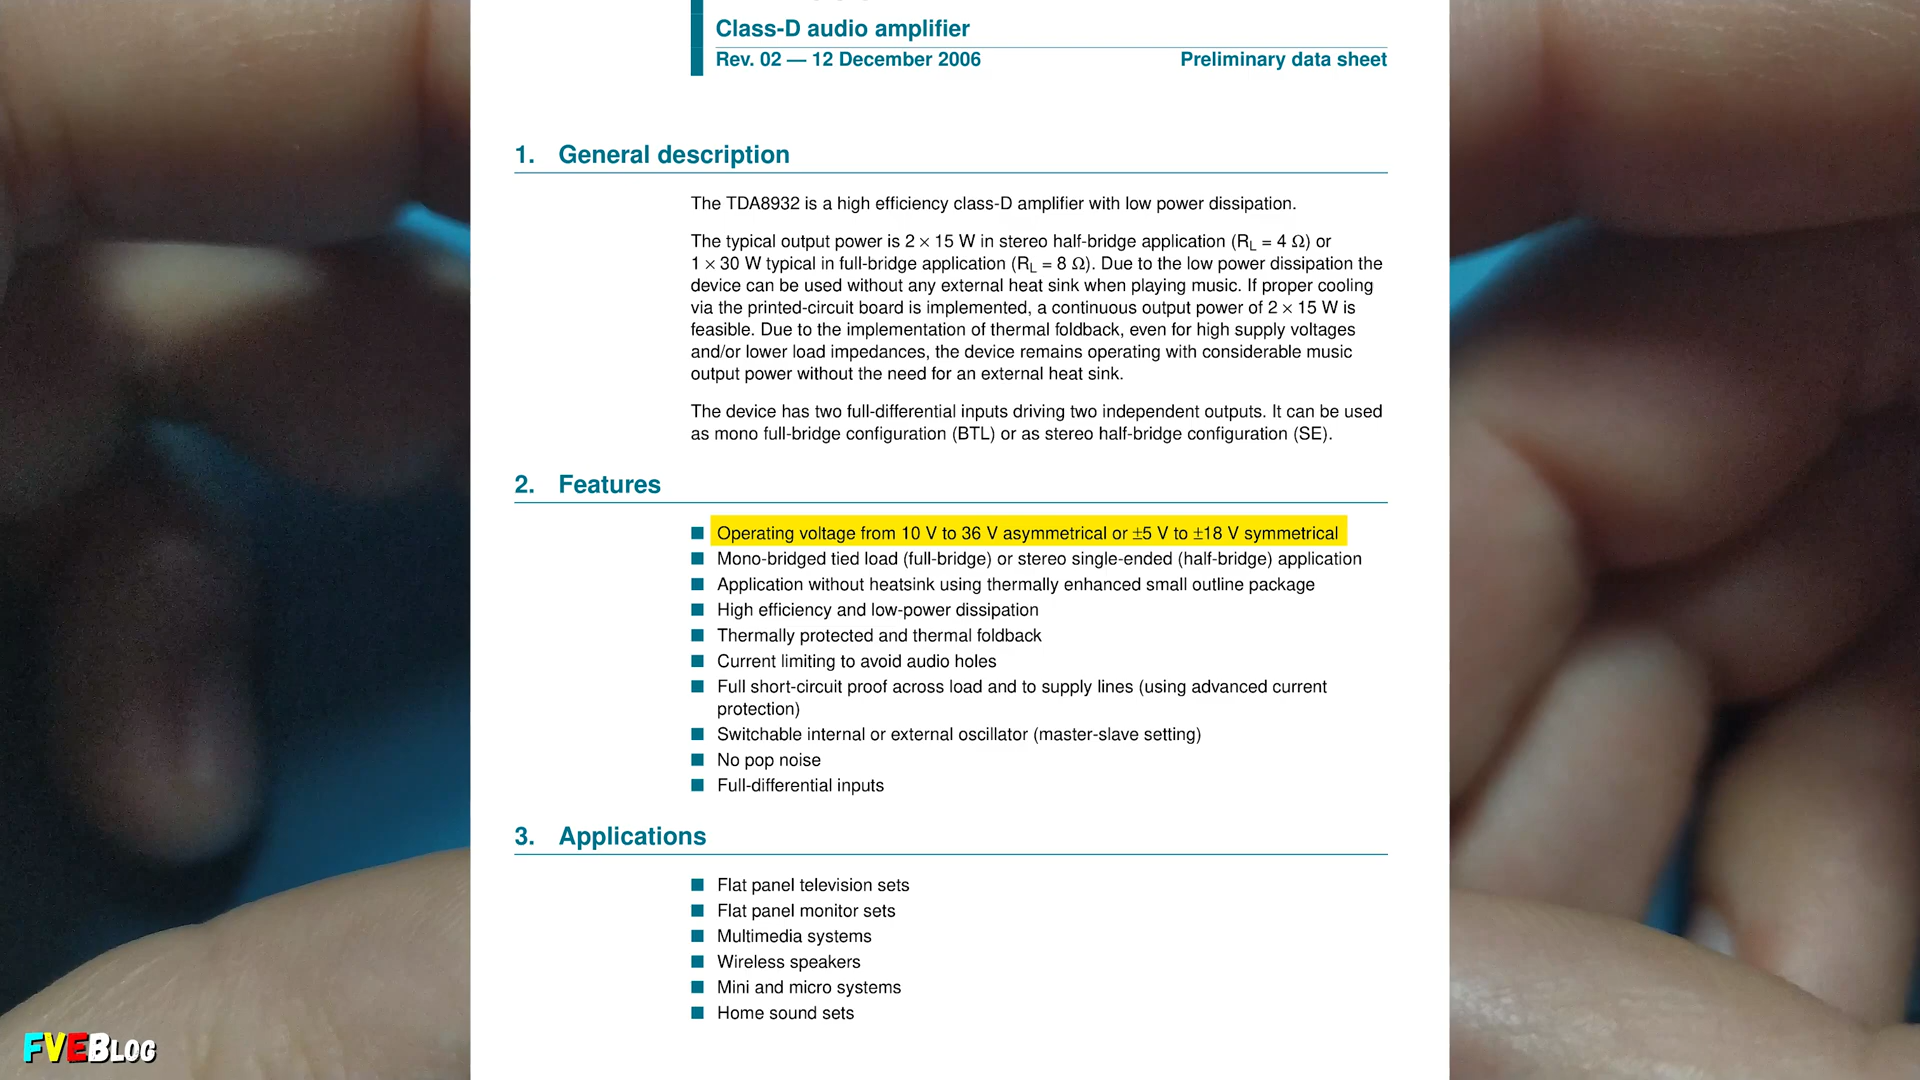 Class-D audio amplifier
Rev. 02 — 12 December 2006 Preliminary data sheet
1. General description
The TDA8932 is a high efficiency class-D amplifier with low power dissipation.
The typical output power is 2 × 15 W in stereo half-bridge application (RL = 4 Ω) or
1 × 30 W typical in full-bridge application (RL = 8 Ω). Due to the low power dissipation the
device can be used without any external heat sink when playing music. If proper cooling
via the printed-circuit board is implemented, a continuous output power of 2 × 15 W is
feasible. Due to the implementation of thermal foldback, even for high supply voltages
and/or lower load impedances, the device remains operating with considerable music
output power without the need for an external heat sink.
The device has two full-differential inputs driving two independent outputs. It can be used
as mono full-bridge configuration (BTL) or as stereo half-bridge configuration (SE).
2. Features
■ Operating voltage from 10 V to 36 V asymmetrical or ±5 V to ±18 V symmetrical
■ Mono-bridged tied load (full-bridge) or stereo single-ended (half-bridge) application
■ Application without heatsink using thermally enhanced small outline package
■ High efficiency and low-power dissipation
■ Thermally protected and thermal foldback
■ Current limiting to avoid audio holes
■ Full short-circuit proof across load and to supply lines (using advanced current
protection)
■ Switchable internal or external oscillator (master-slave setting)
■ No pop noise
■ Full-differential inputs
3. Applications
■ Flat panel television sets
■ Flat panel monitor sets
■ Multimedia systems
■ Wireless speakers
■ Mini and micro systems
■ Home sound sets
FVEBLOG